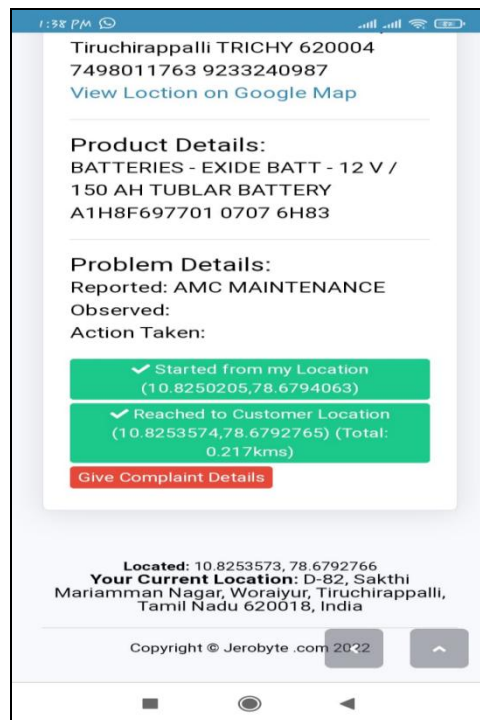 1:38 PM
Tiruchirappalli TRICHY 620004
7498011763 9233240987
View Loction on Google Map
Product Details:
BATTERIES - EXIDE BATT - 12 V /
150 AH TUBLAR BATTERY
A1H8F697701 0707 6H83
Problem Details:
Reported: AMC MAINTENANCE
Observed:
Action Taken:
Started from my Location
(10.8250205,78.6794063)
Reached to Customer Location
(10.8253574,78.6792765) (Total:
0.217kms)
Give Complaint Details
Located: 10.8253573, 78.6792766
Your Current Location: D-82, Sakthi
Mariamman Nagar, Woraiyur, Tiruchirappalli,
Tamil Nadu 620018, India
Copyright © Jerobyte .com 2022